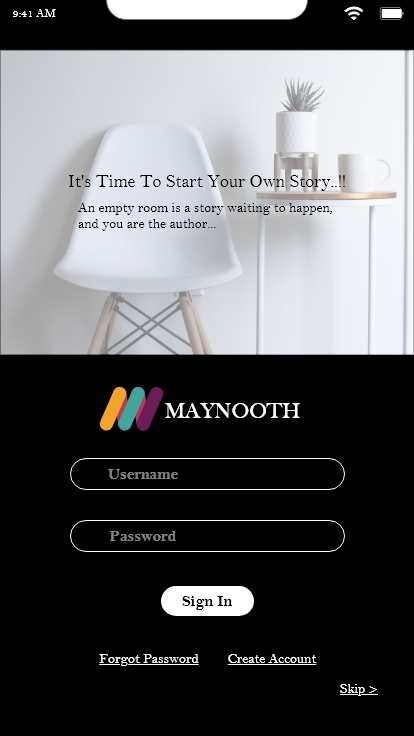 9:41 AM
It's Time To Start Your Own Story..!!
An empty room is a story waiting to happen,
and you are the author...
MAYNOOTH
Username
Password
Sign In
Forgot Password Create Account
Skip >